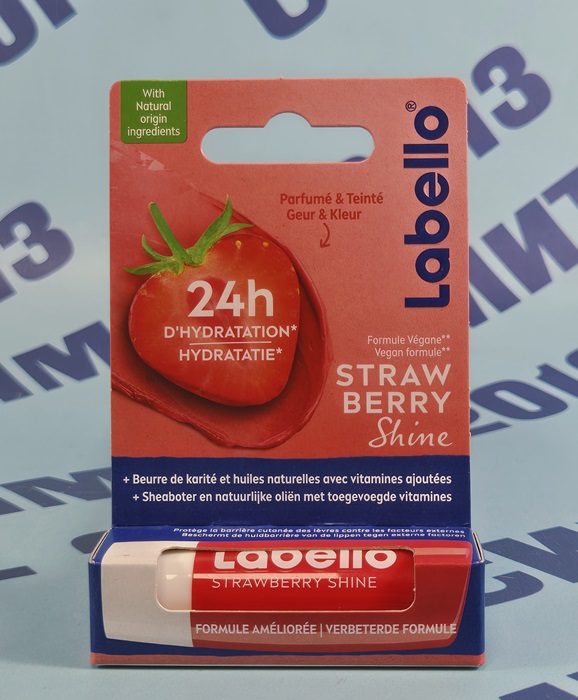 With
Natural
origin
ingredients
Labello®
Parfumé & Teinté
Geur & Kleur
24h
D'HYDRATATION*
HYDRATATIE*
Formule Végane**
Vegan formule**
STRAW
BERRY
Shine
+ Beurre de karité et huiles naturelles avec vitamines ajoutées
+ Sheaboter en natuurlijke oliën met toegevoegde vitamines
Protège la barrière cutanée des lèvres contre les facteurs externes
Beschermt de huidbarrière van de lippen tegen externe factoren
Labello
STRAWBERRY SHINE
FORMULE AMÉLIORÉE | VERBETERDE FORMULE